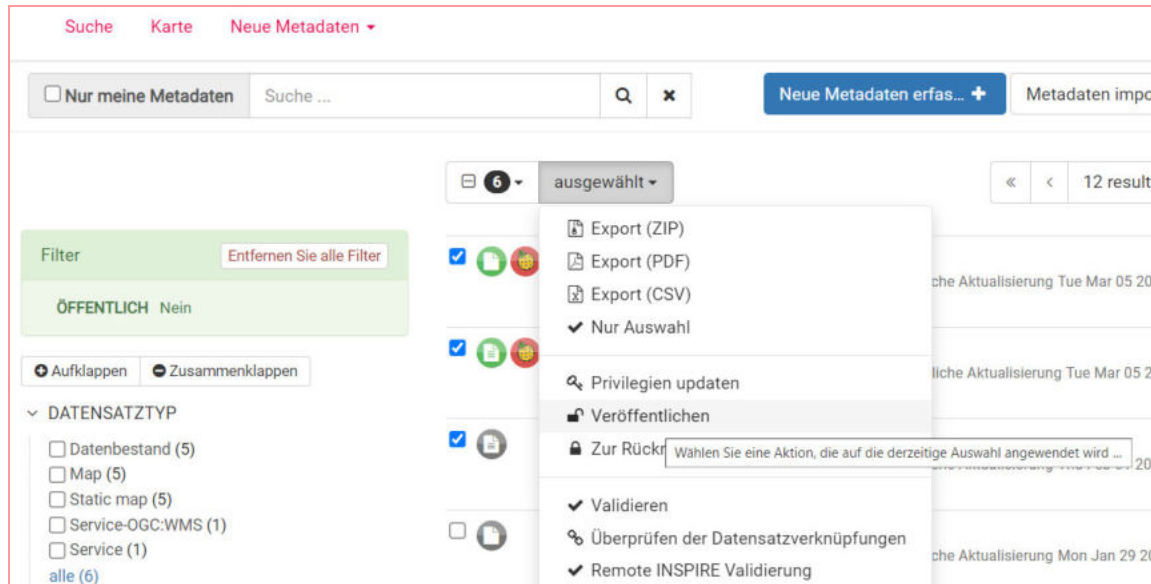 Suche Karte Neue Metadaten
Nur meine Metadaten Suche ... Neue Metadaten erfas... Metadaten impo
6 ausgewählt « ‹ 12 result
Export (ZIP)
Export (PDF)
Export (CSV)
Nur Auswahl
Privilegien updaten
Veröffentlichen
Zur Rückr
Wählen Sie eine Aktion, die auf die derzeitige Auswahl angewendet wird ...
Validieren
Überprüfen der Datensatzverknüpfungen
Remote INSPIRE Validierung
Filter Entfernen Sie alle Filter
ÖFFENTLICH Nein
Aufklappen Zusammenklappen
DATENSATZTYP
Datenbestand (5)
Map (5)
Static map (5)
Service-OGC:WMS (1)
Service (1)
alle (6)
che Aktualisierung Tue Mar 05 20
liche Aktualisierung Tue Mar 05 2
che Aktualisierung Mon Jan 29 20